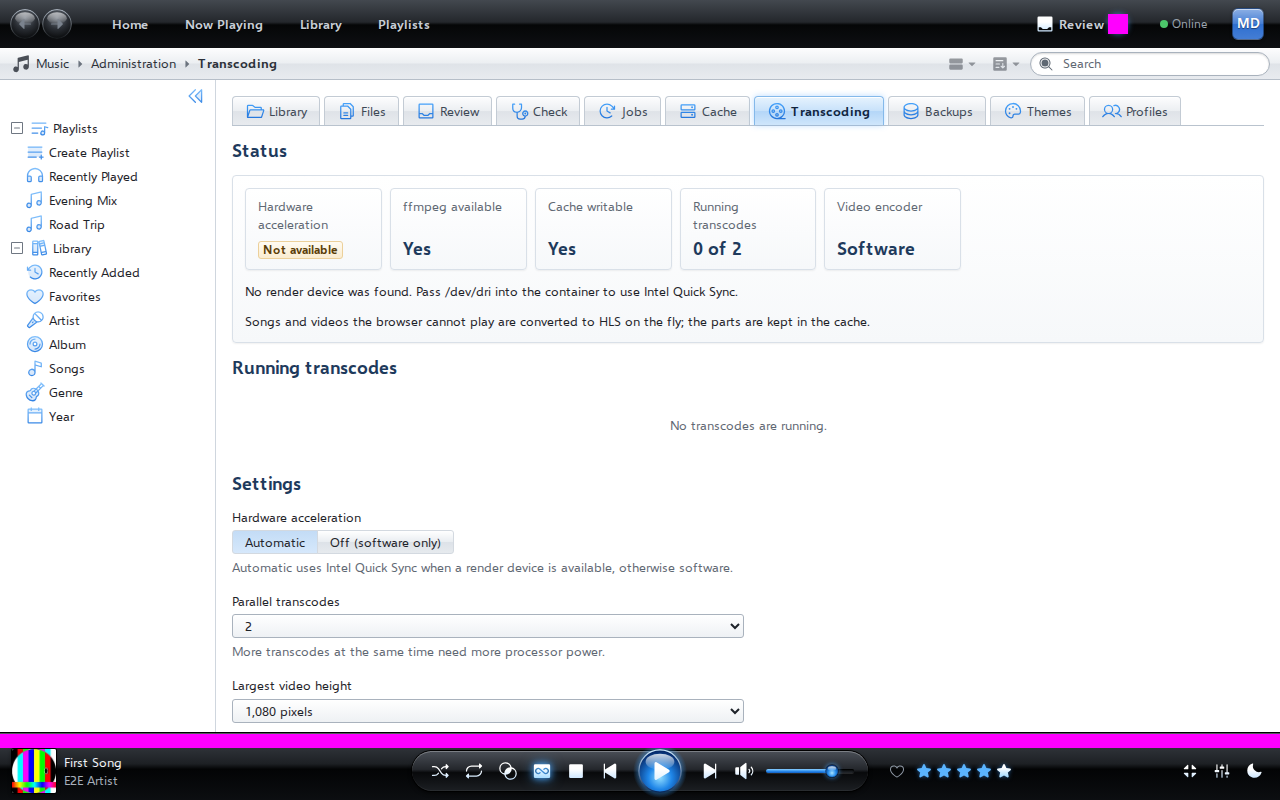 Home
Now Playing
Library
Playlists
Review
Online
MD
Music
Administration
Transcoding
Search
Playlists
Create Playlist
Recently Played
Evening Mix
Road Trip
Library
Recently Added
Favorites
Artist
Album
Songs
Genre
Year
Library
Files
Review
Check
Jobs
Cache
Transcoding
Backups
Themes
Profiles
Status
Hardware
acceleration
Not available
ffmpeg available
Yes
Cache writable
Yes
Running
transcodes
0 of 2
Video encoder
Software
No render device was found. Pass /dev/dri into the container to use Intel Quick Sync.
Songs and videos the browser cannot play are converted to HLS on the fly; the parts are kept in the cache.
Running transcodes
No transcodes are running.
Settings
Hardware acceleration
Automatic
Off (software only)
Automatic uses Intel Quick Sync when a render device is available, otherwise software.
Parallel transcodes
2
More transcodes at the same time need more processor power.
Largest video height
1,080 pixels
First Song
E2E Artist